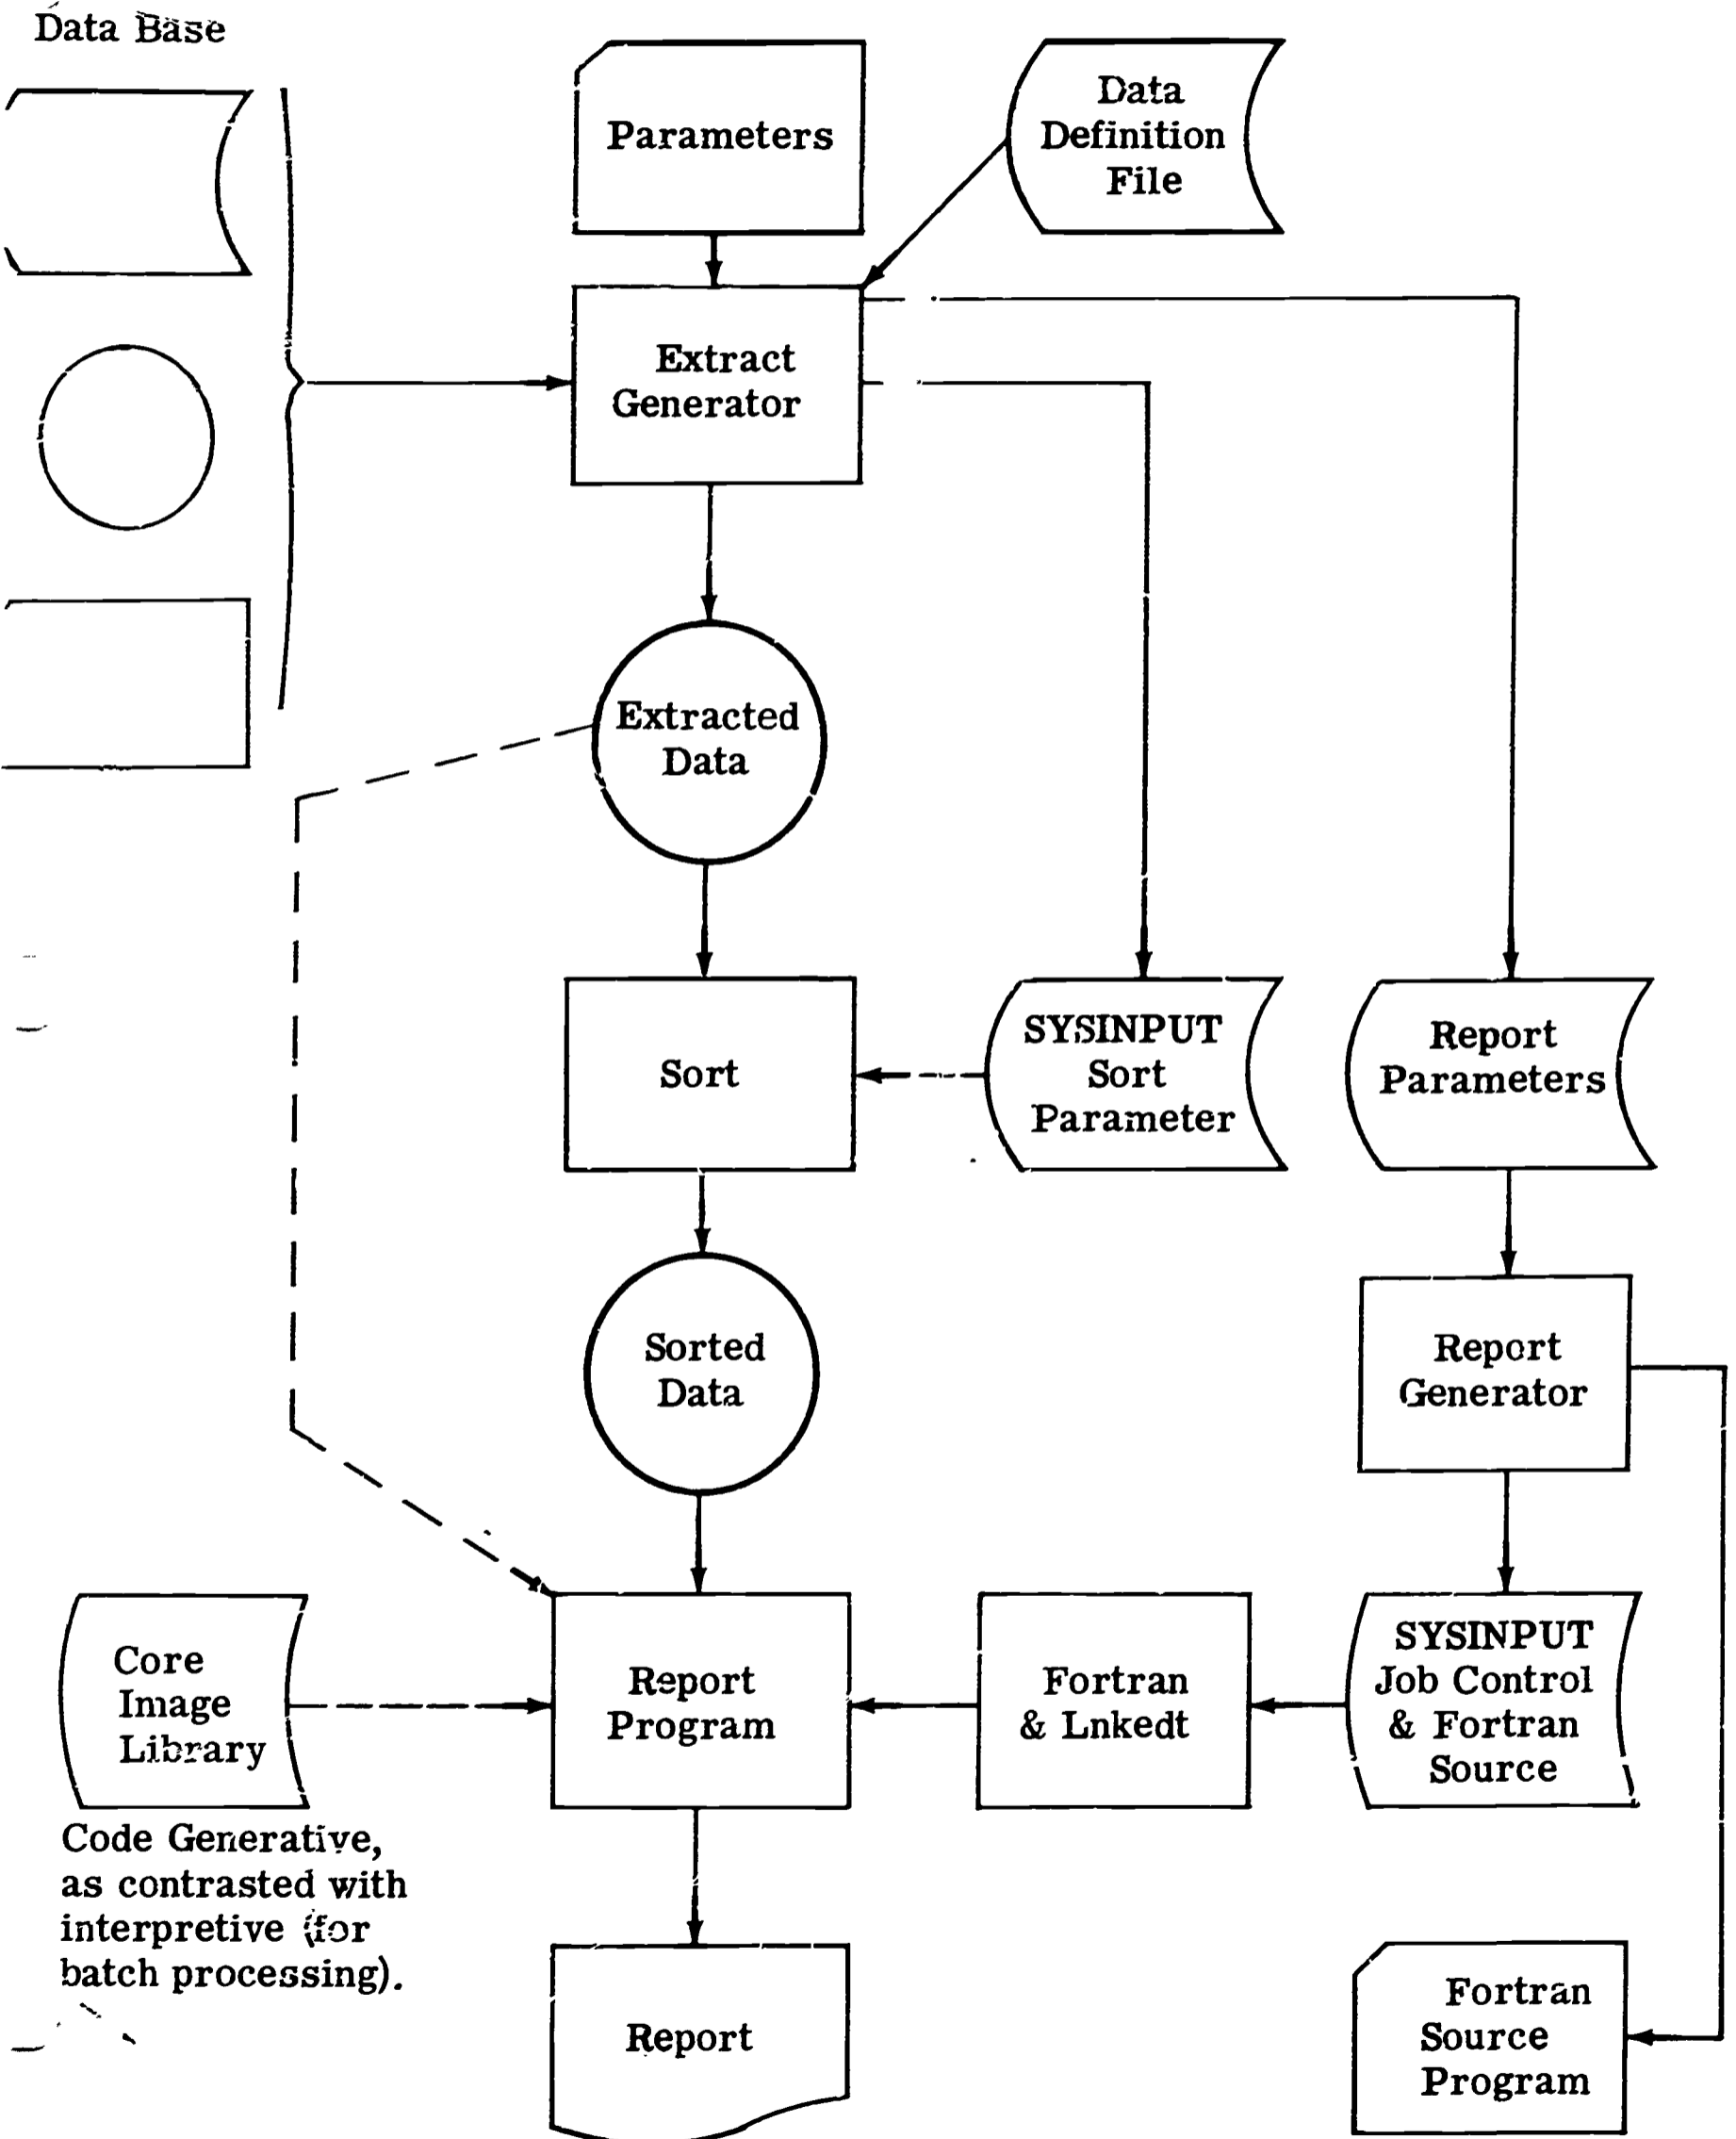 Data Base
Parameters
Data
Definition
File
Extract
Generator
Extracted
Data
Sort
SYSINPUT
Sort
Parameter
Report
Parameters
Sorted
Data
Report
Generator
Core
Image
Library
Report
Program
Fortran
& Lnkedt
SYSINPUT
Job Control
& Fortran
Source
Code Generative,
as contrasted with
interpretive (for
batch processing).
Report
Fortran
Source
Program